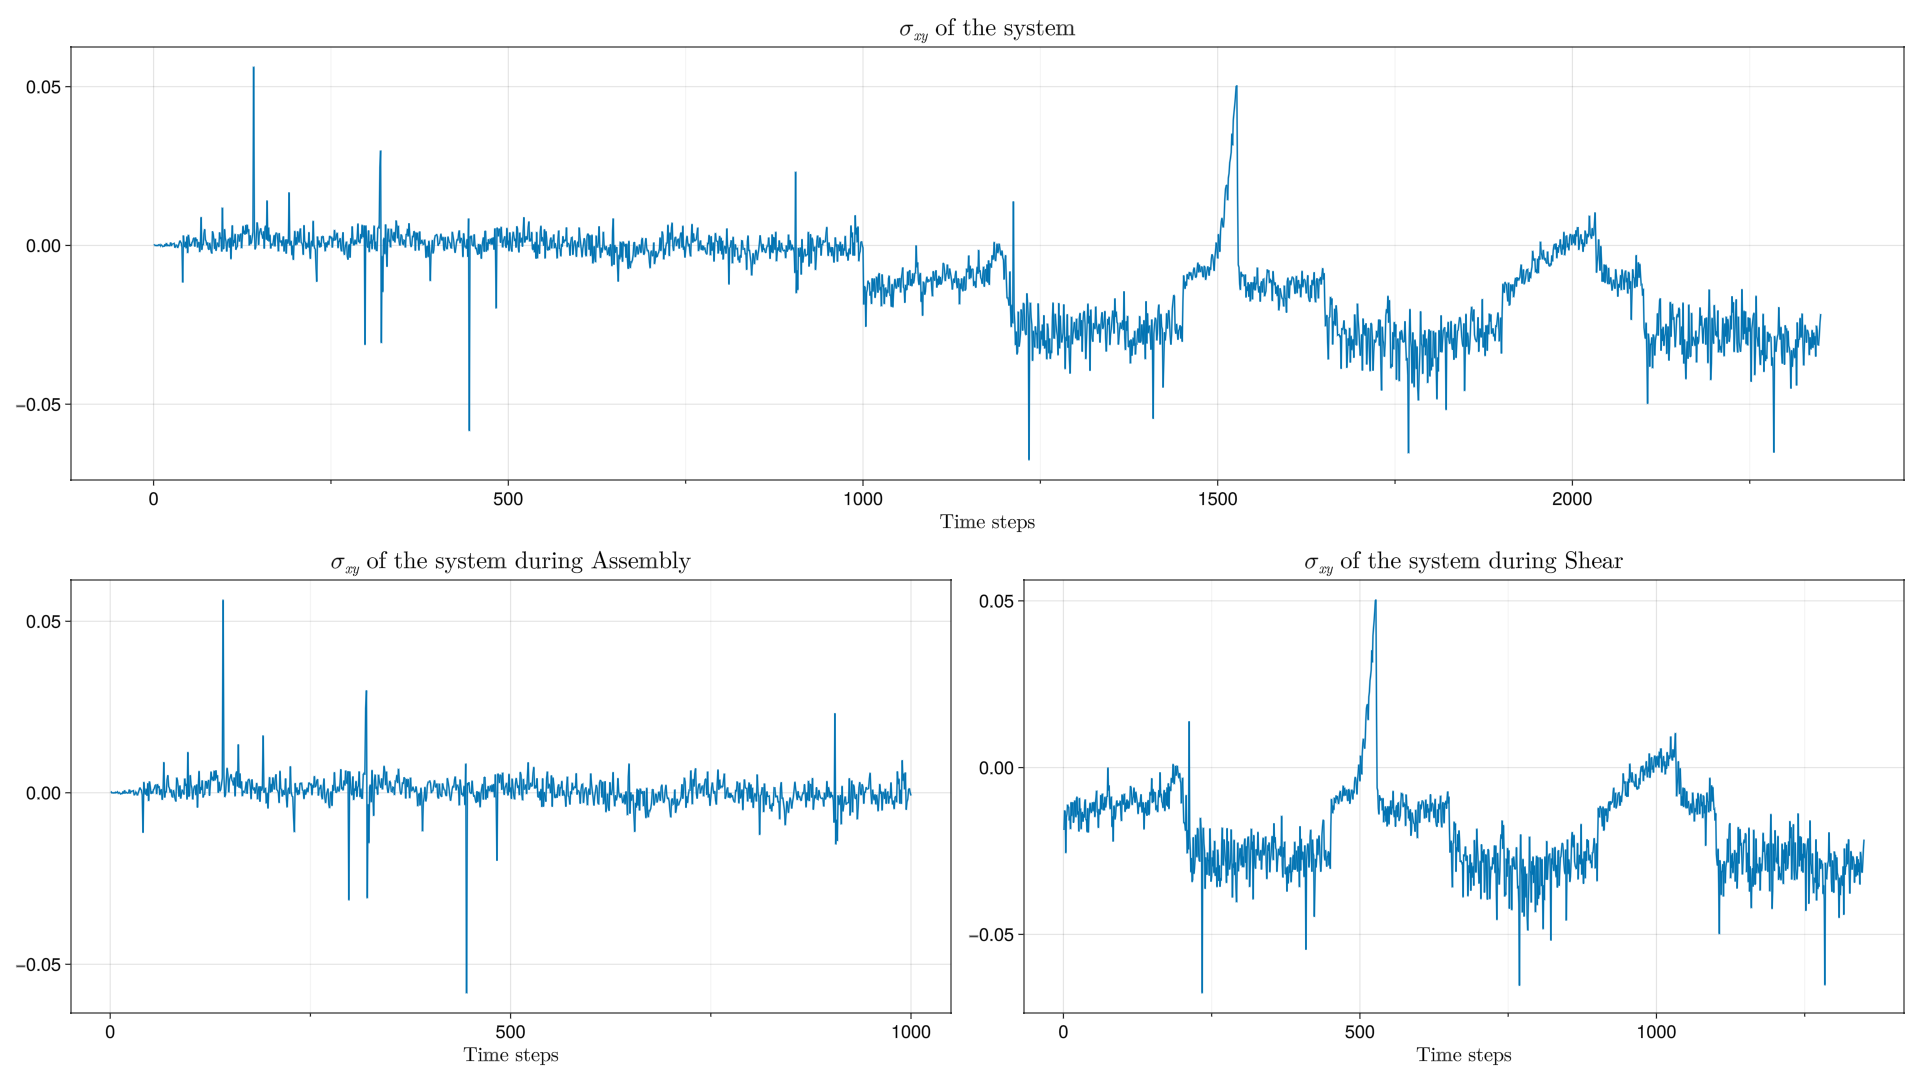 σxy of the system
0.05
0.00
−0.05
0 500 1000 1500 2000
Time steps
σxy of the system during Assembly
0.05
0.00
−0.05
0 500 1000
Time steps
σxy of the system during Shear
0.05
0.00
−0.05
0 500 1000
Time steps